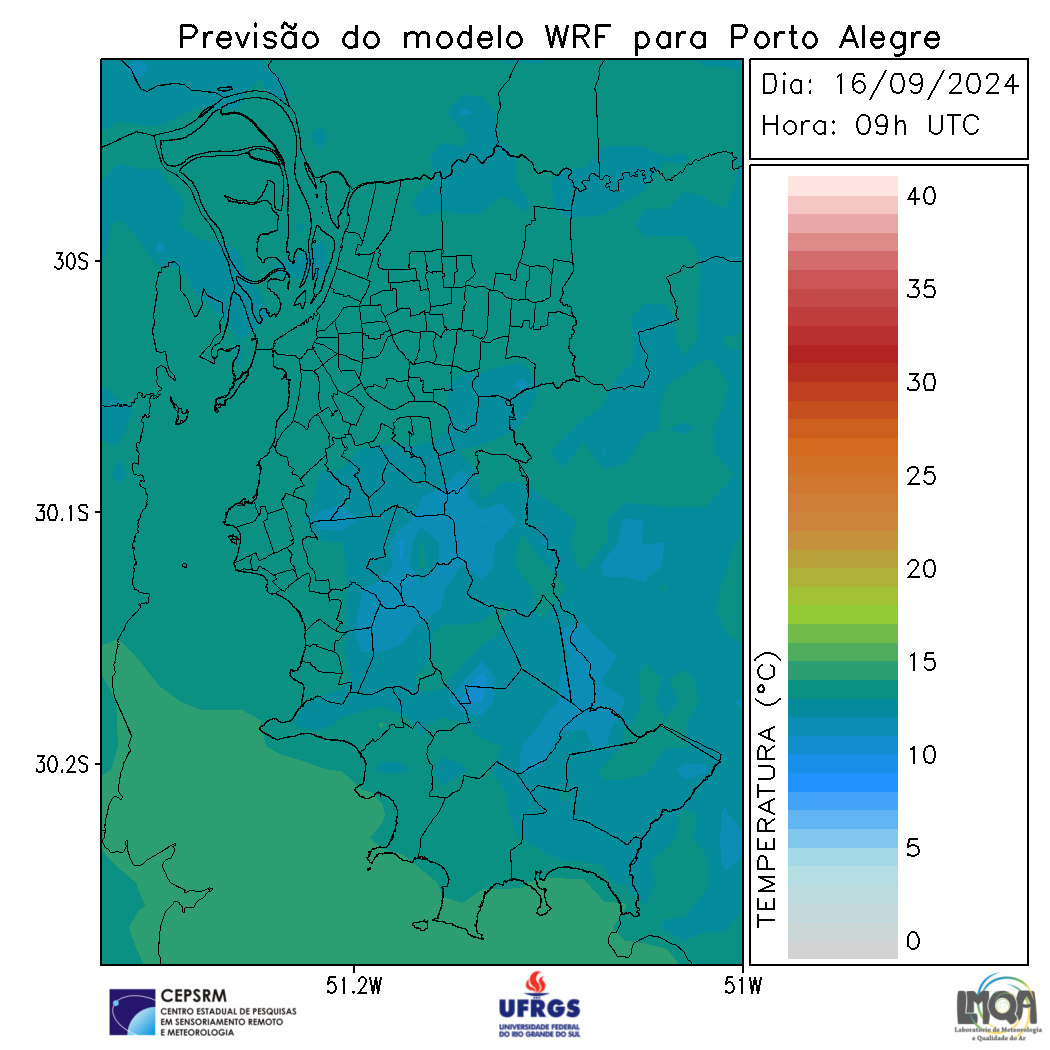 Previsão do modelo WRF para Porto Alegre
Dia: 16/09/2024
Hora: 09h UTC
40
35
30
25
20
15
10
5
0
TEMPERATURA (°C)
30S
30.1S
30.2S
51.2W
51W
CEPSRM
CENTRO ESTADUAL DE PESQUISAS
EM SENSORIAMENTO REMOTO
E METEOROLOGIA
UFRGS
UNIVERSIDADE FEDERAL
DO RIO GRANDE DO SUL
LMQA
Laboratório de Meteorologia
e Qualidade do Ar